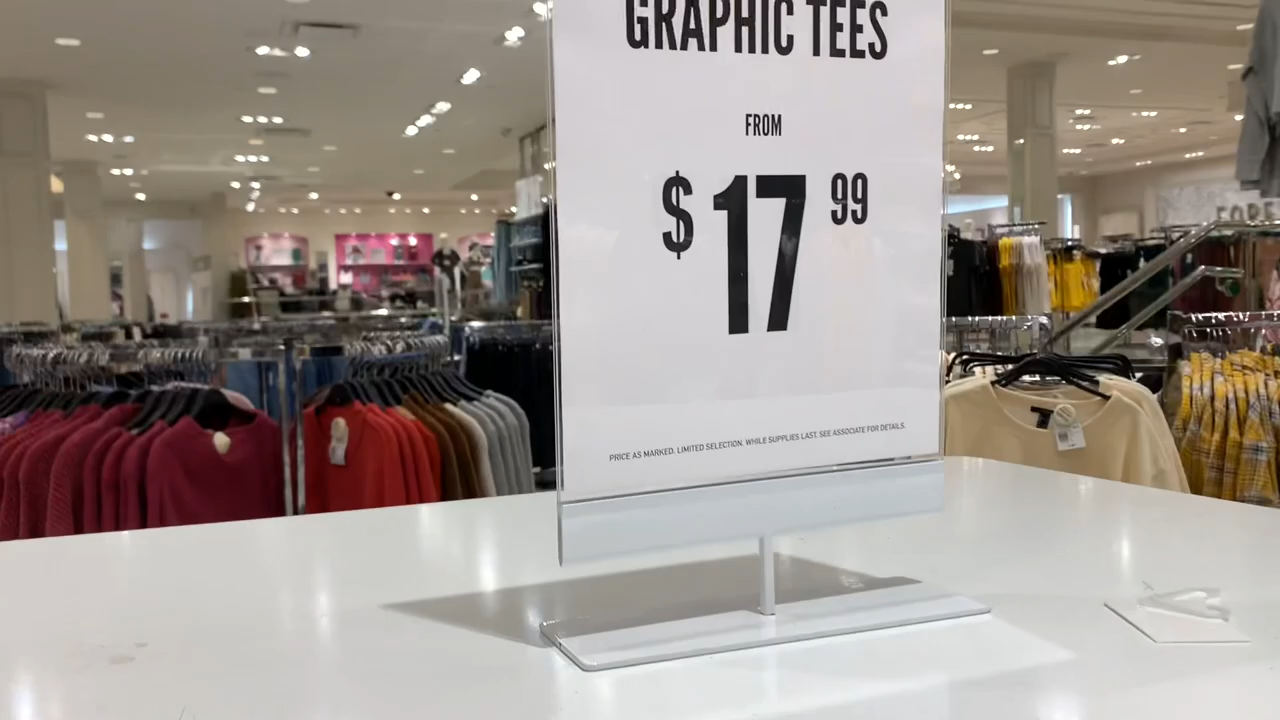 GRAPHIC TEES
FROM
$17 99
PRICE AS MARKED. LIMITED SELECTION. WHILE SUPPLIES LAST. SEE ASSOCIATE FOR DETAILS.